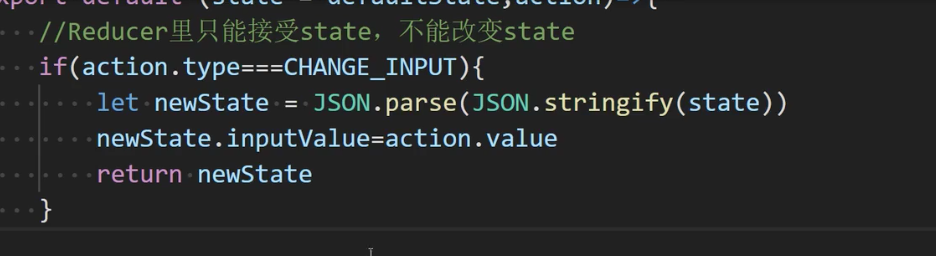 export default (state = defaultState,action)=>{
//Reducer里只能接受state，不能改变state
if(action.type===CHANGE_INPUT){
let newState = JSON.parse(JSON.stringify(state))
newState.inputValue=action.value
return newState
}